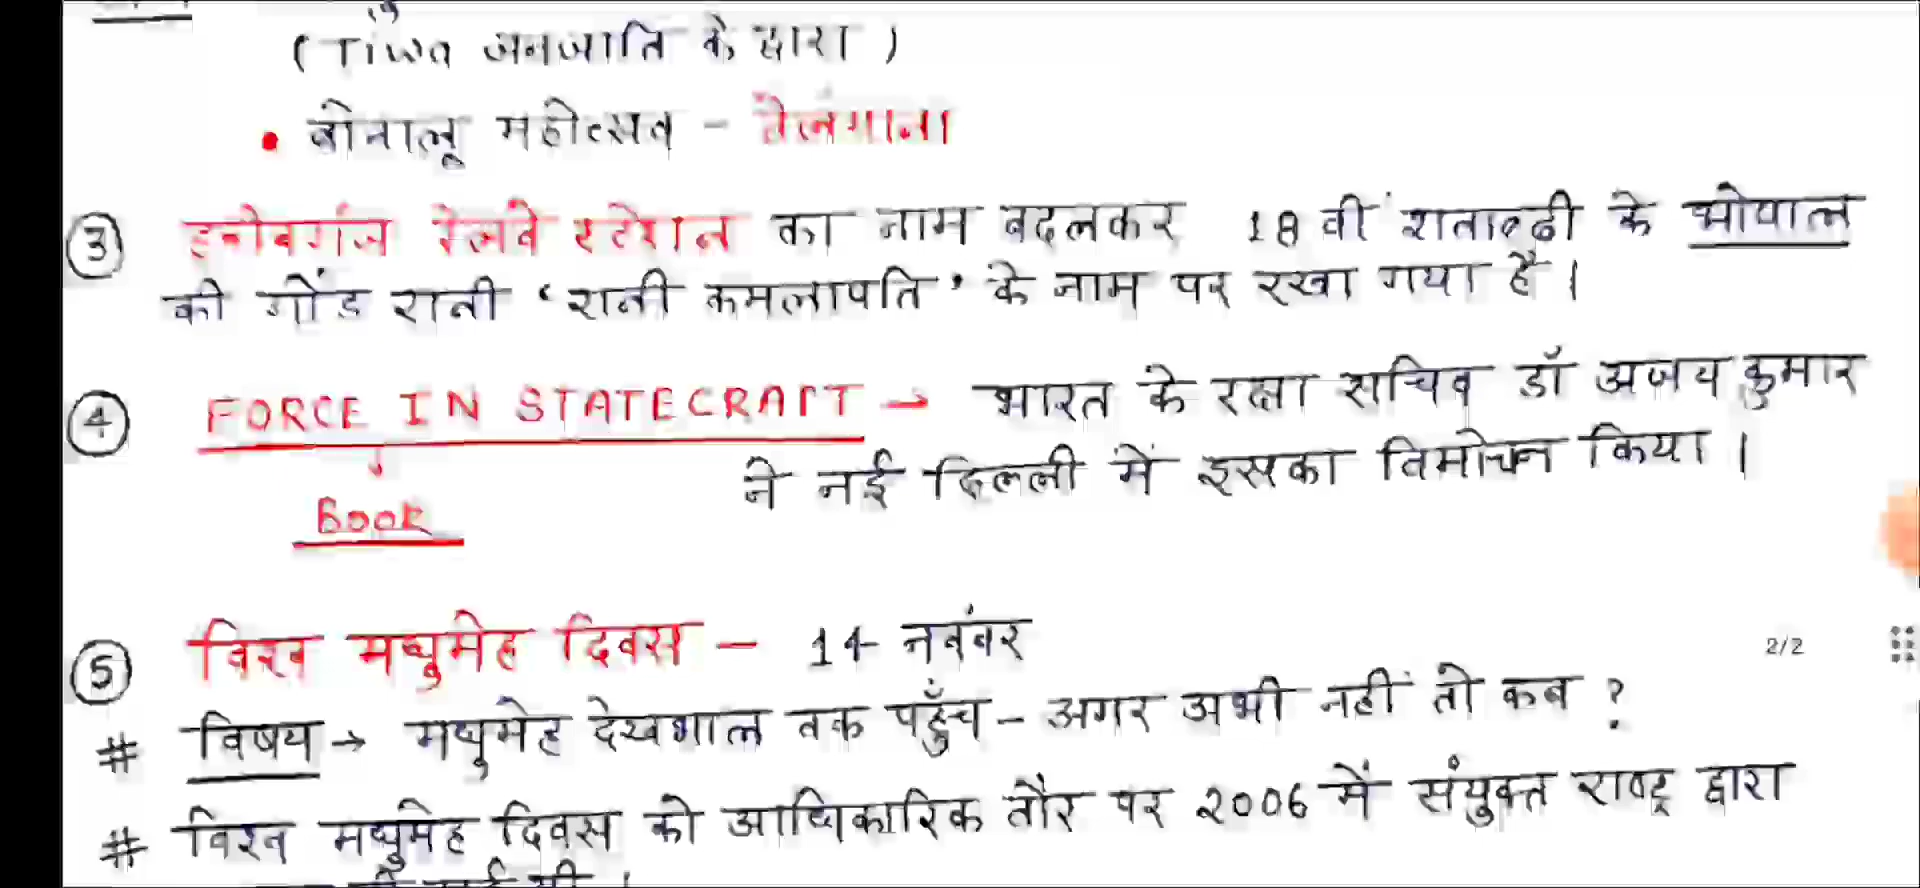 (Tiwa जनजाति के द्वारा)
• बोनालू महोत्सव - तेलंगाना
③ हबीबगंज रेलवे स्टेशन का नाम बदलकर 18 वीं शताब्दी के भोपाल
की गोंड रानी ‘रानी कमलापति’ के नाम पर रखा गया है।
④ FORCE IN STATECRAFT → भारत के रक्षा सचिव डॉ अजय कुमार
ने नई दिल्ली में इसका विमोचन किया।
↓
Book
⑤ विश्व मधुमेह दिवस - 14 नवंबर
2/2
# विषय → मधुमेह देखभाल तक पहुँच - अगर अभी नहीं तो कब ?
# विश्व मधुमेह दिवस को आधिकारिक तौर पर 2006 में संयुक्त राष्ट्र द्वारा